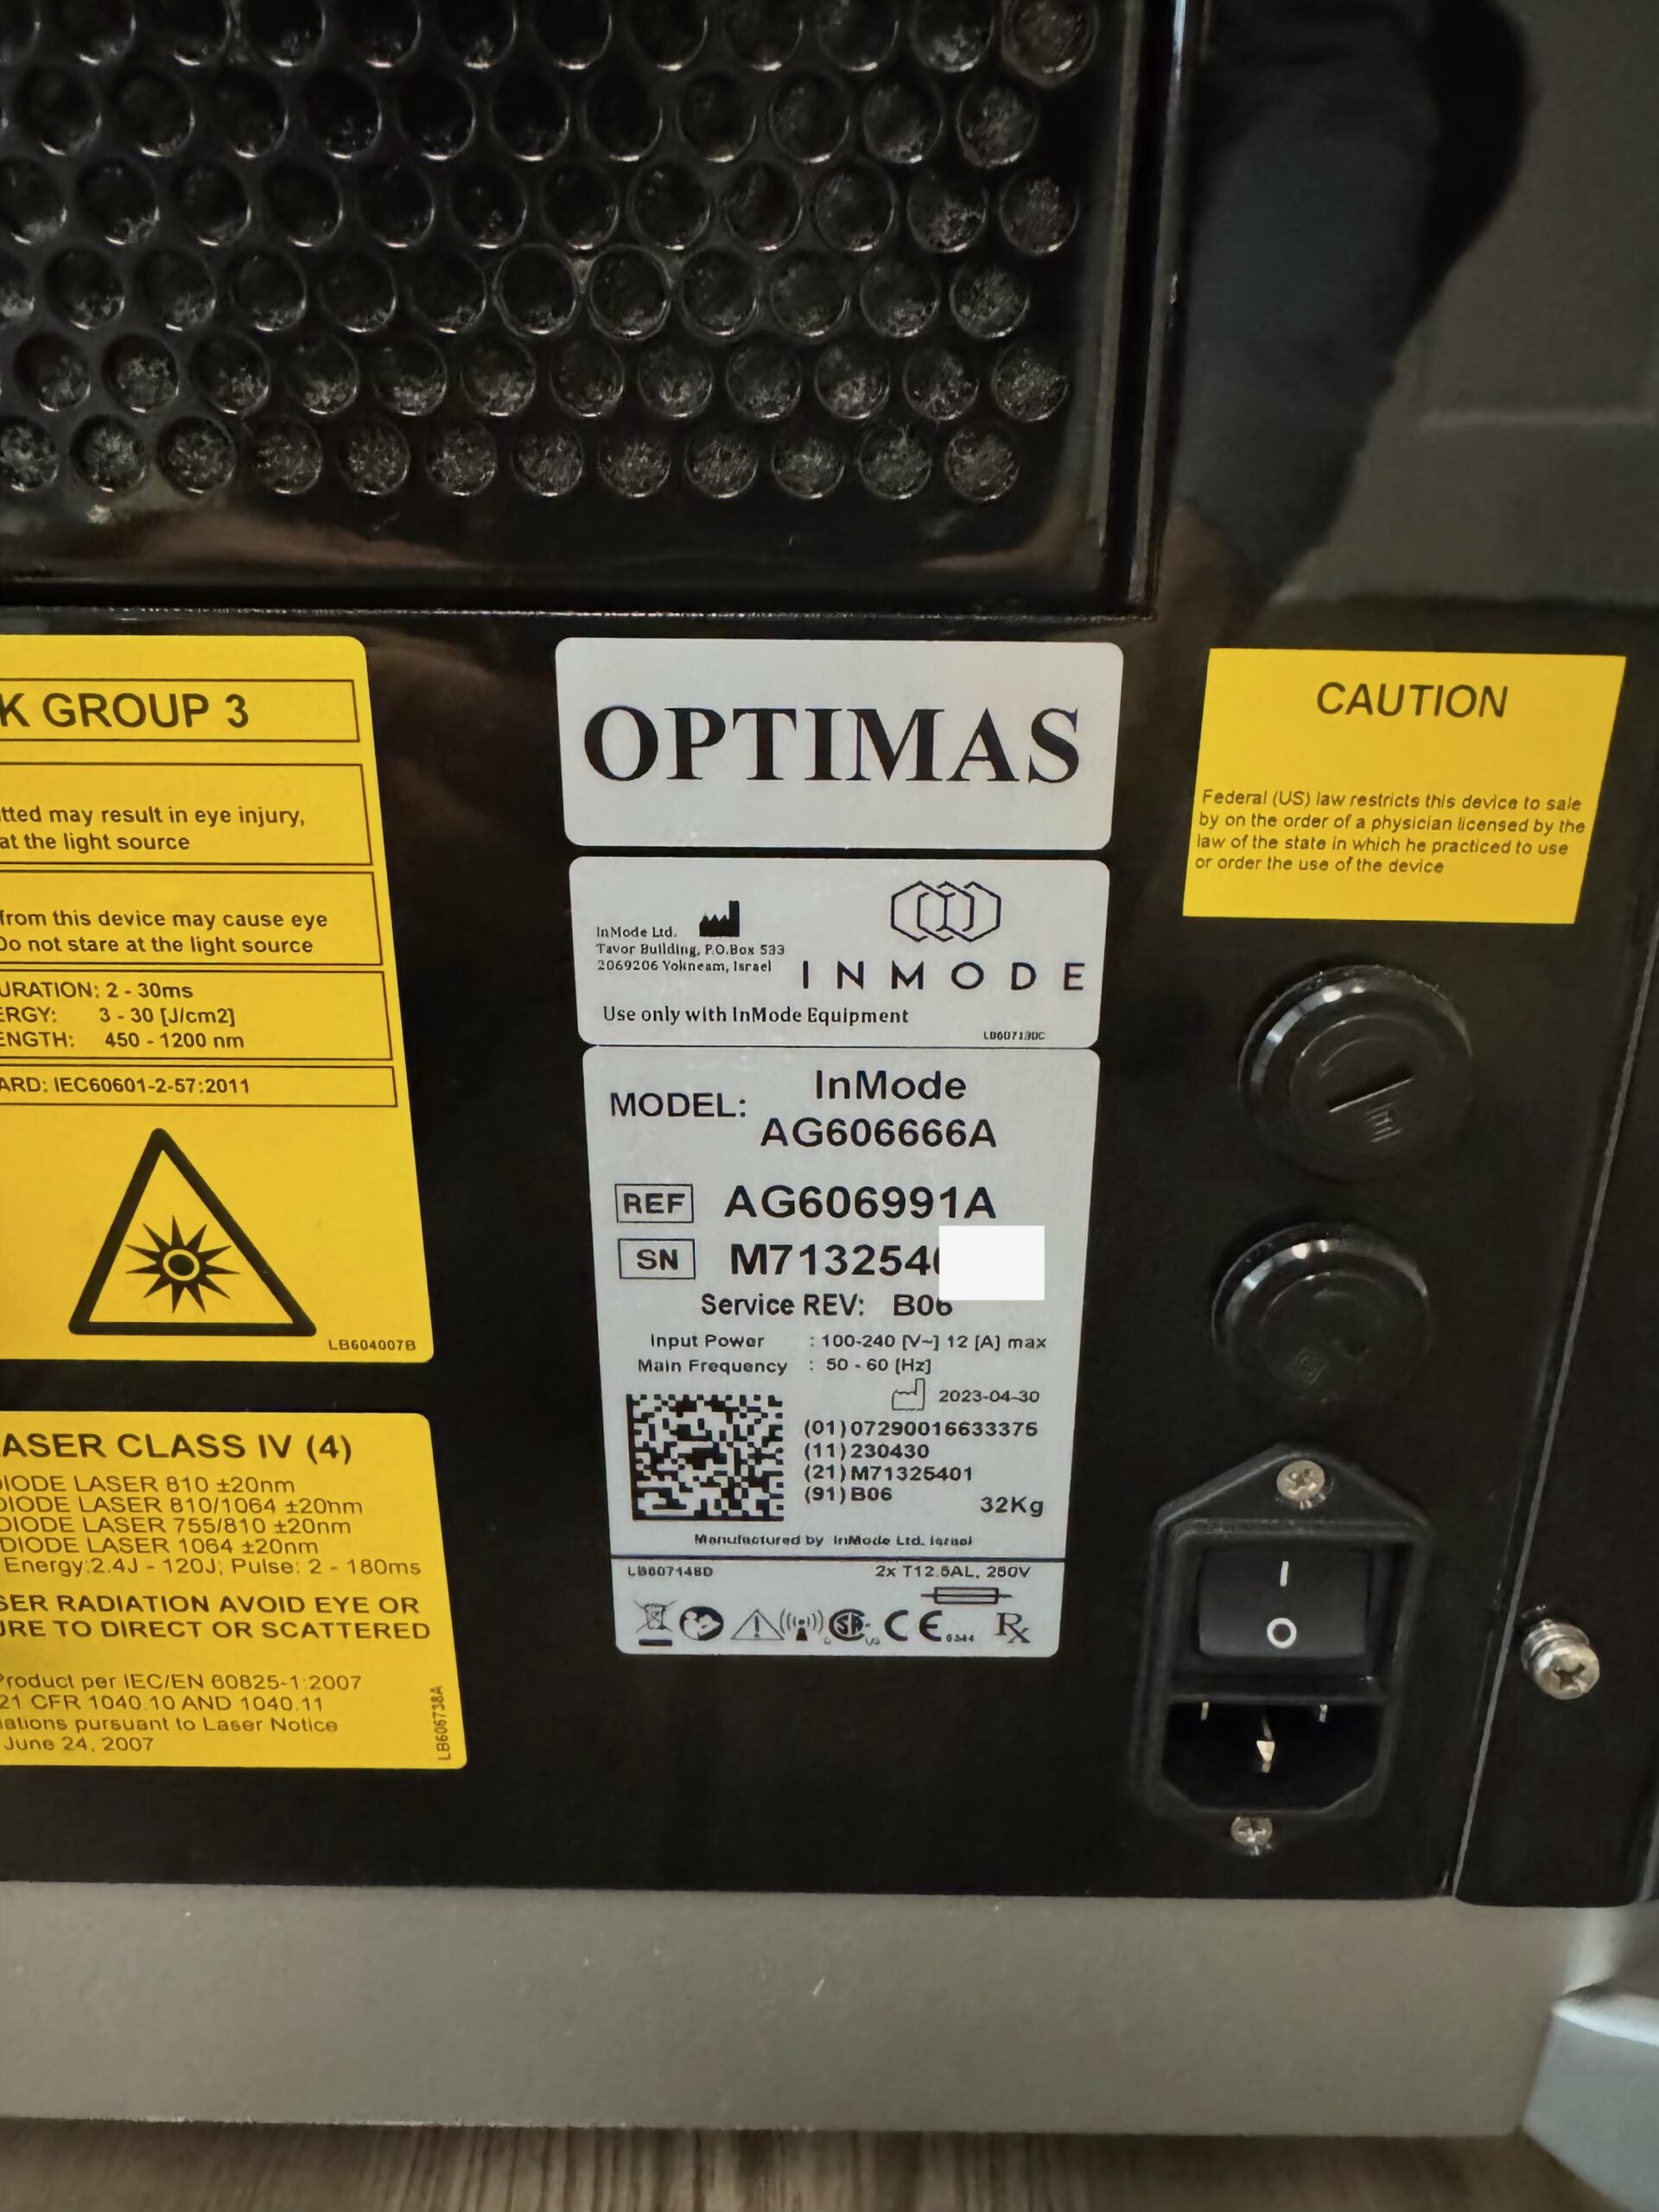 K GROUP 3
tted may result in eye injury,
at the light source
from this device may cause eye
Do not stare at the light source
URATION: 2 - 30ms
ERGY: 3 - 30 [J/cm2]
ENGTH: 450 - 1200 nm
ARD: IEC60601-2-57:2011
LB604007B
ASER CLASS IV (4)
DIODE LASER 810 ±20nm
DIODE LASER 810/1064 ±20nm
DIODE LASER 755/810 ±20nm
DIODE LASER 1064 ±20nm
Energy:2.4J - 120J; Pulse: 2 - 180ms
SER RADIATION AVOID EYE OR
URE TO DIRECT OR SCATTERED
Product per IEC/EN 60825-1:2007
21 CFR 1040.10 AND 1040.11
iations pursuant to Laser Notice
June 24, 2007
LB606738A
OPTIMAS
InMode Ltd.
Tavor Building, P.O.Box 533
2069206 Yokneam, Israel
INMODE
Use only with InMode Equipment
LB607130C
MODEL: InMode
AG606666A
REF AG606991A
SN M7132540
Service REV: B06
Input Power : 100-240 [V~] 12 [A] max
Main Frequency : 50 - 60 [Hz]
2023-04-30
(01)07290016633375
(11)230430
(21)M71325401
(91)B06
32Kg
Manufactured by InMode Ltd. Israel
LB607148D
2x T12.5AL, 250V
CE 0344
Rx
CAUTION
Federal (US) law restricts this device to sale
by on the order of a physician licensed by the
law of the state in which he practiced to use
or order the use of the device
I
O